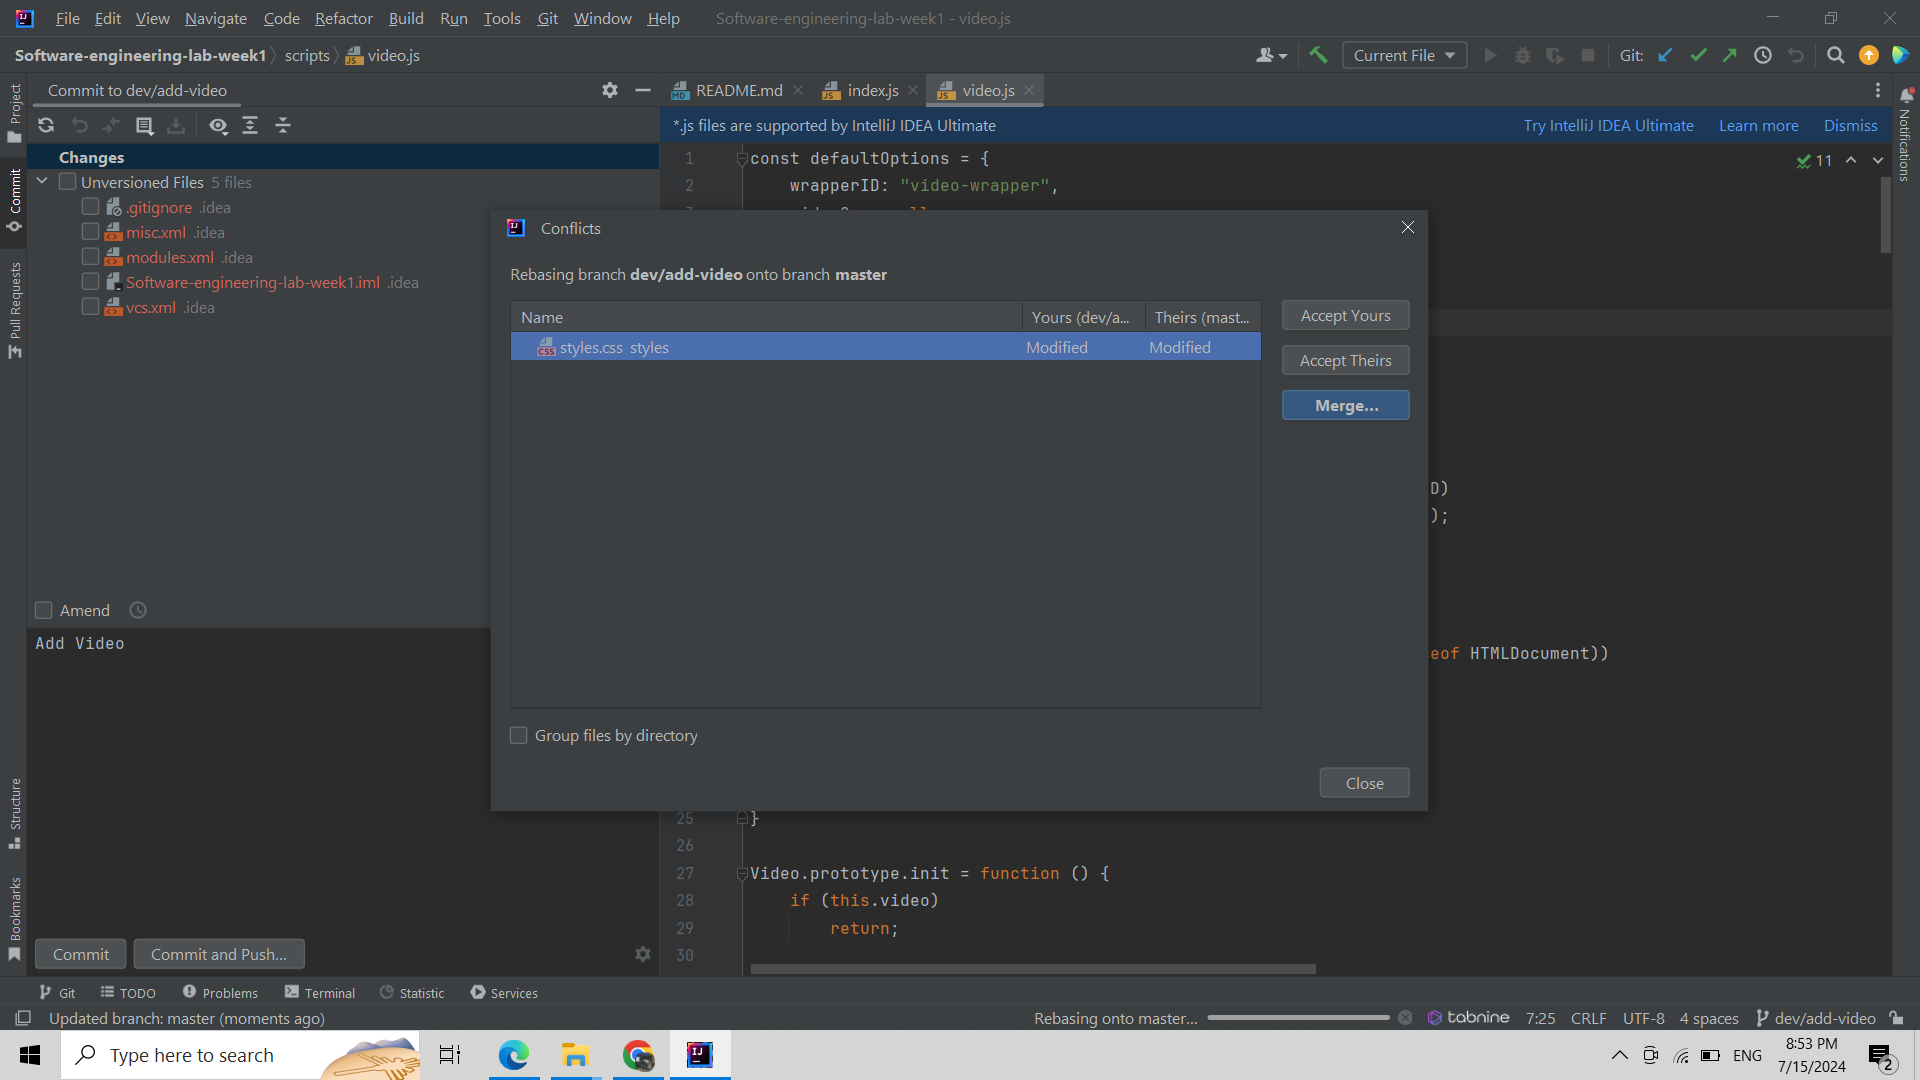 File Edit View Navigate Code Refactor Build Run Tools Git Window Help Software-engineering-lab-week1 - video.js
Software-engineering-lab-week1 scripts video.js Current File Git:
Project
Commit
Pull Requests
Structure
Bookmarks
Notifications
Commit to dev/add-video
README.md index.js video.js
*.js files are supported by IntelliJ IDEA Ultimate Try IntelliJ IDEA Ultimate Learn more Dismiss
Changes
Unversioned Files 5 files
.gitignore .idea
misc.xml .idea
modules.xml .idea
Software-engineering-lab-week1.iml .idea
vcs.xml .idea
1 const defaultOptions = {
2 wrapperID: "video-wrapper",
3
11
Conflicts
Rebasing branch dev/add-video onto branch master
Name Yours (dev/a... Theirs (mast...
styles.css styles Modified Modified
Accept Yours
Accept Theirs
Merge...
Group files by directory
Close
D)
);
eof HTMLDocument))
25 }
26
27 Video.prototype.init = function () {
28 if (this.video)
29 return;
30
Amend
Add Video
Commit Commit and Push...
Git TODO Problems Terminal Statistic Services
Updated branch: master (moments ago) Rebasing onto master... tabnine 7:25 CRLF UTF-8 4 spaces dev/add-video
Type here to search ENG
8:53 PM
7/15/2024
2